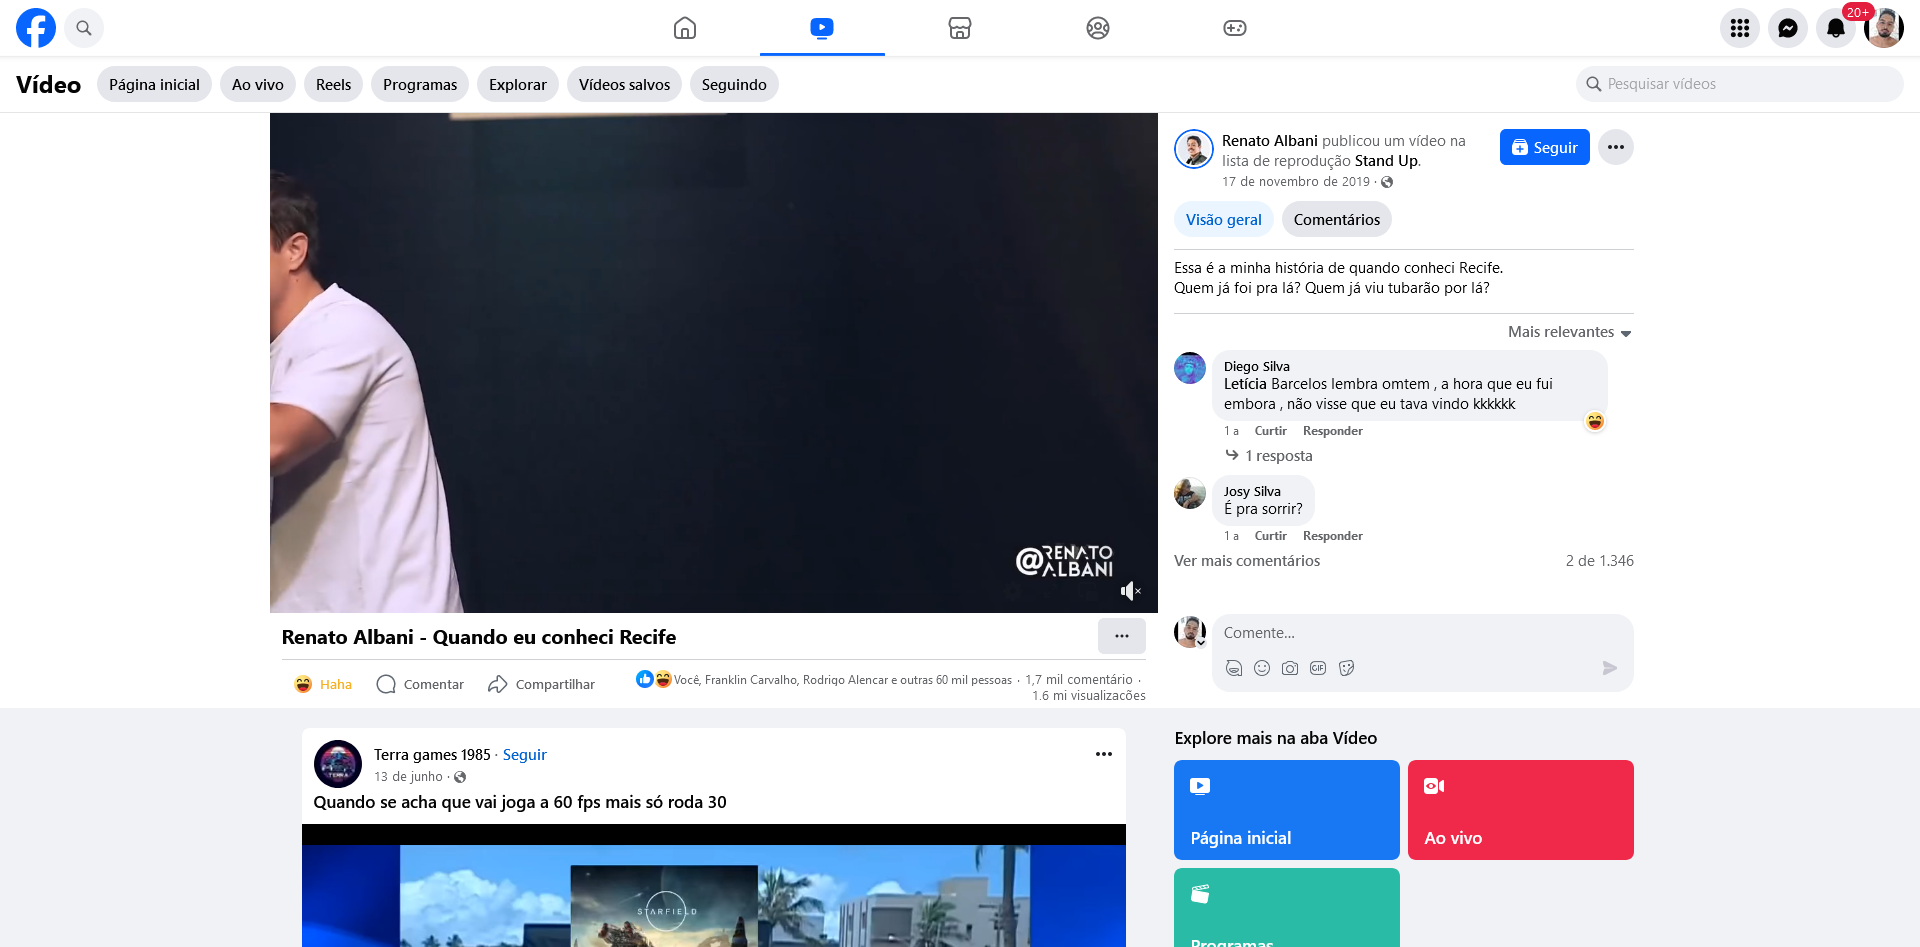 20+
Vídeo
Página inicial
Ao vivo
Reels
Programas
Explorar
Vídeos salvos
Seguindo
Pesquisar vídeos
@RENATO
ALBANI
Renato Albani - Quando eu conheci Recife
Haha
Comentar
Compartilhar
Você, Franklin Carvalho, Rodrigo Alencar e outras 60 mil pessoas · 1,7 mil comentário ·
1.6 mi visualizações
Renato Albani publicou um vídeo na
lista de reprodução Stand Up.
17 de novembro de 2019 ·
Seguir
Visão geral
Comentários
Essa é a minha história de quando conheci Recife.
Quem já foi pra lá? Quem já viu tubarão por lá?
Mais relevantes
Diego Silva
Letícia Barcelos lembra omtem , a hora que eu fui
embora , não visse que eu tava vindo kkkkkk
1 a Curtir Responder
1 resposta
Josy Silva
É pra sorrir?
1 a Curtir Responder
Ver mais comentários
2 de 1.346
Comente...
GIF
Terra games 1985 · Seguir
13 de junho ·
Quando se acha que vai joga a 60 fps mais só roda 30
TERRA
STARFIELD
Explore mais na aba Vídeo
Página inicial
Ao vivo
Programas